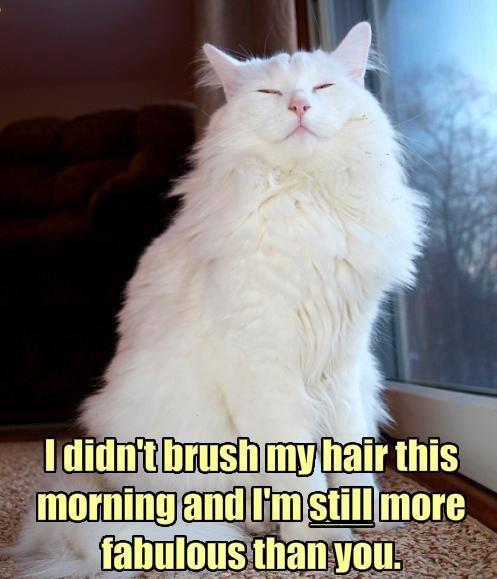 I didn't brush my hair this
morning and I'm still more
fabulous than you.